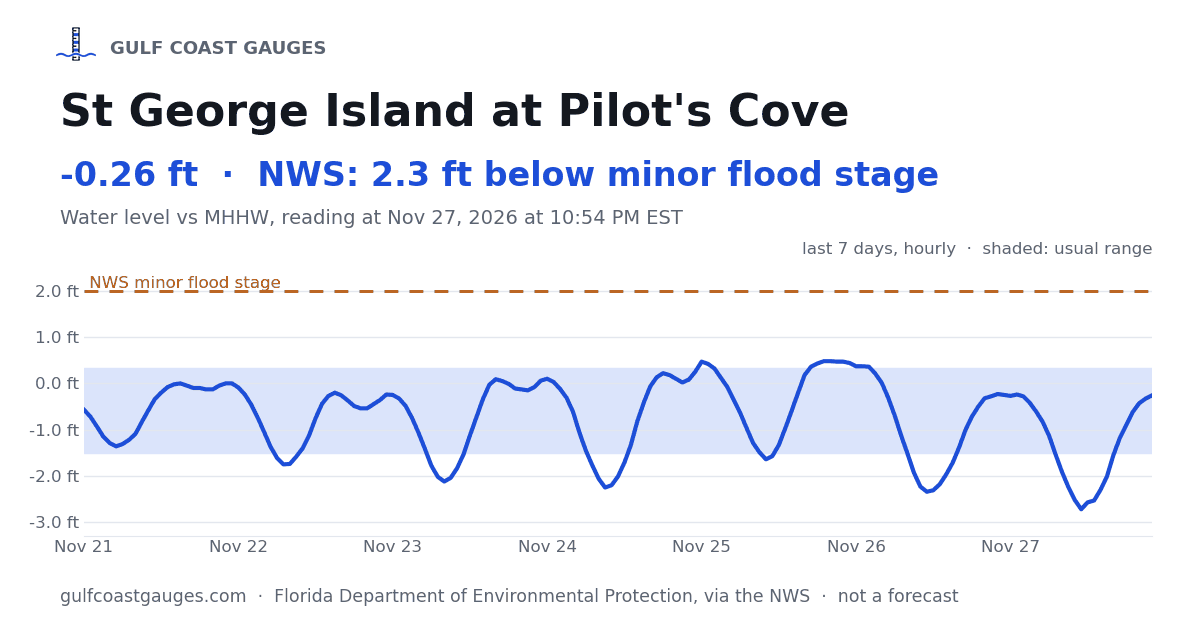 GULF COAST GAUGES
St George Island at Pilot's Cove
-0.26 ft · NWS: 2.3 ft below minor flood stage
Water level vs MHHW, reading at Nov 27, 2026 at 10:54 PM EST
last 7 days, hourly · shaded: usual range
NWS minor flood stage
2.0 ft
1.0 ft
0.0 ft
-1.0 ft
-2.0 ft
-3.0 ft
Nov 21 Nov 22 Nov 23 Nov 24 Nov 25 Nov 26 Nov 27
gulfcoastgauges.com · Florida Department of Environmental Protection, via the NWS · not a forecast